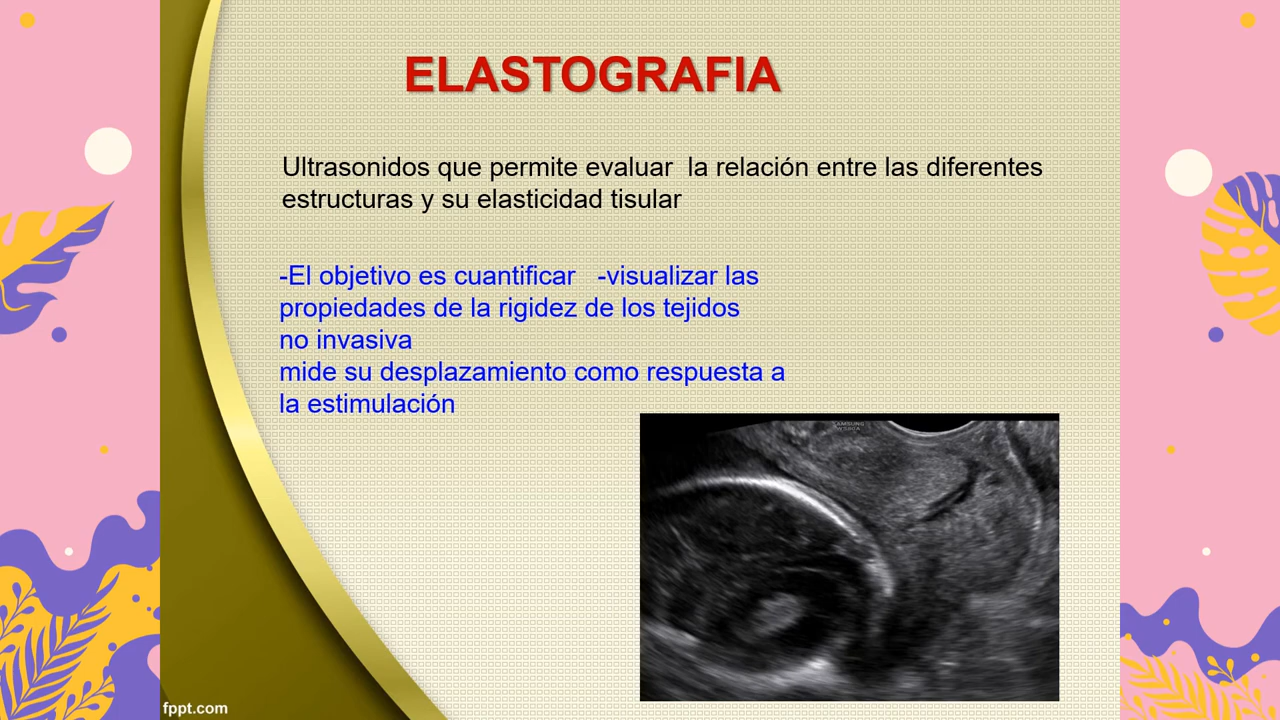 ELASTOGRAFIA
Ultrasonidos que permite evaluar  la relación entre las diferentes
estructuras y su elasticidad tisular
-El objetivo es cuantificar   -visualizar las
propiedades de la rigidez de los tejidos
no invasiva
mide su desplazamiento como respuesta a
la estimulación
SAMSUNG
fppt.com